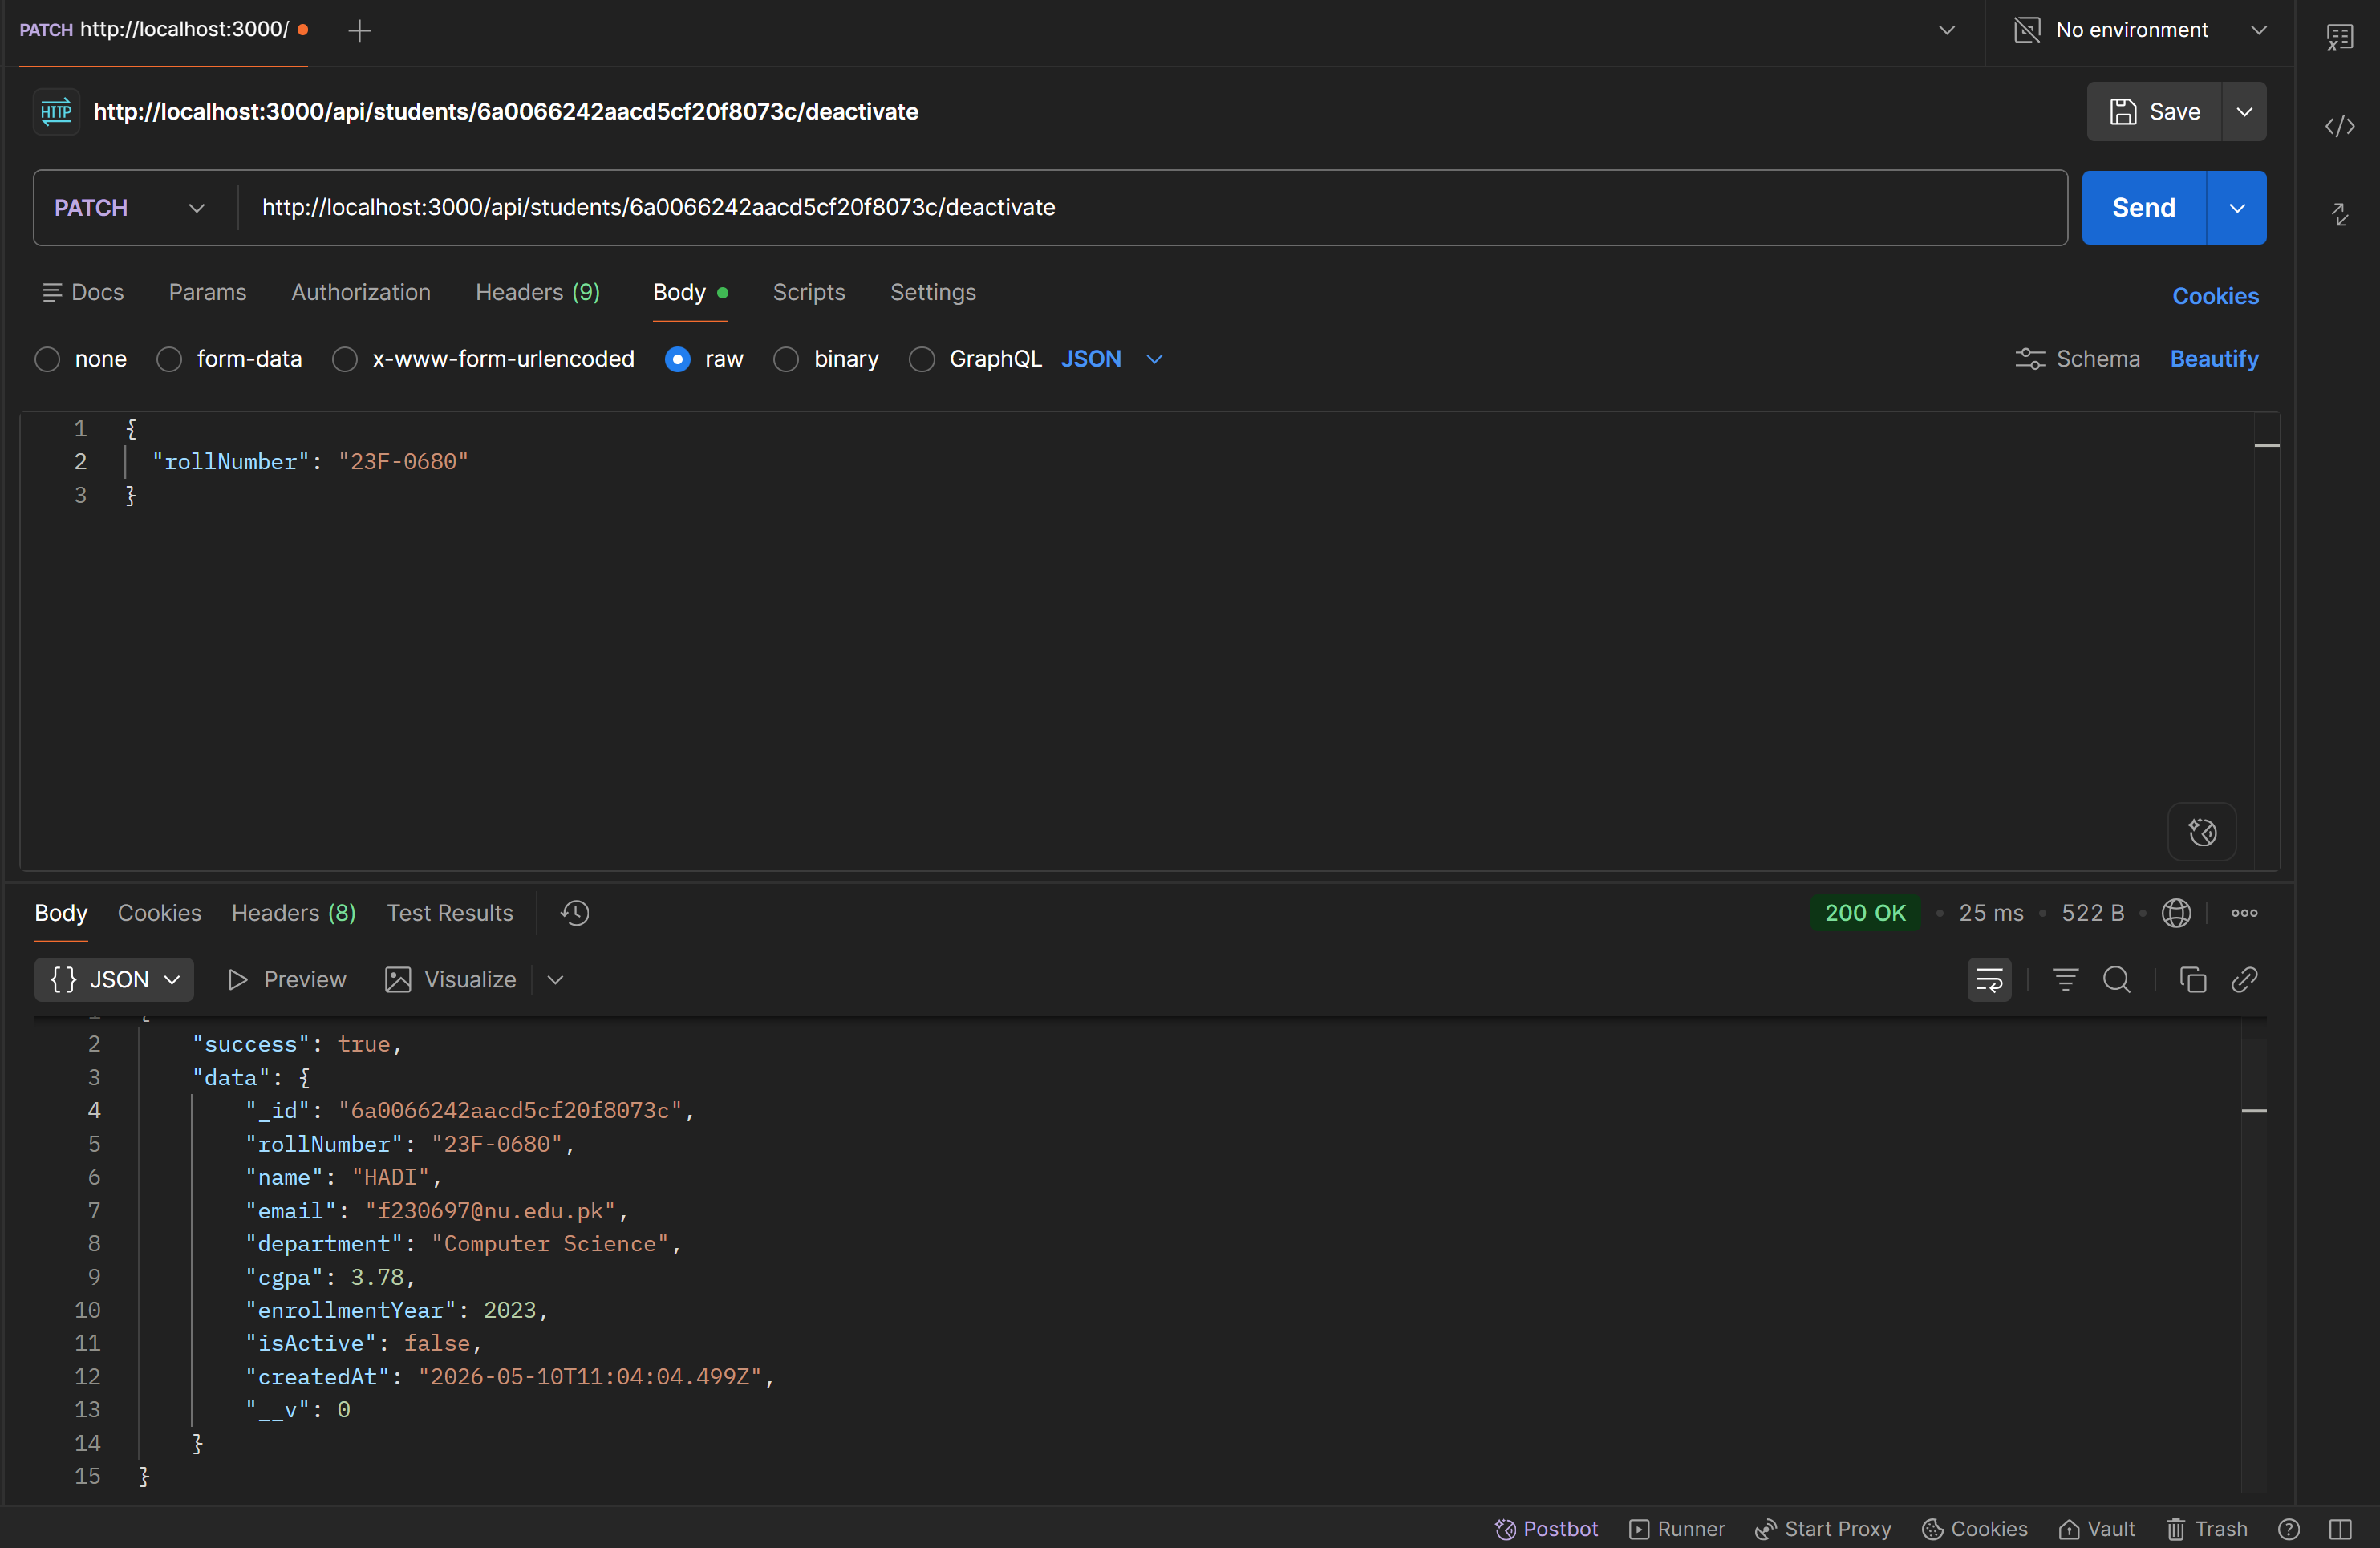 PATCH http://localhost:3000/
No environment
HTTP http://localhost:3000/api/students/6a0066242aacd5cf20f8073c/deactivate
Save
PATCH http://localhost:3000/api/students/6a0066242aacd5cf20f8073c/deactivate
Send
Docs Params Authorization Headers (9) Body Scripts Settings
Cookies
none form-data x-www-form-urlencoded raw binary GraphQL JSON
Schema Beautify
1 {
2 "rollNumber": "23F-0680"
3 }
Body Cookies Headers (8) Test Results
200 OK • 25 ms • 522 B
{} JSON Preview Visualize
1 {
2 "success": true,
3 "data": {
4 "_id": "6a0066242aacd5cf20f8073c",
5 "rollNumber": "23F-0680",
6 "name": "HADI",
7 "email": "f230697@nu.edu.pk",
8 "department": "Computer Science",
9 "cgpa": 3.78,
10 "enrollmentYear": 2023,
11 "isActive": false,
12 "createdAt": "2026-05-10T11:04:04.499Z",
13 "__v": 0
14 }
15 }
Postbot Runner Start Proxy Cookies Vault Trash